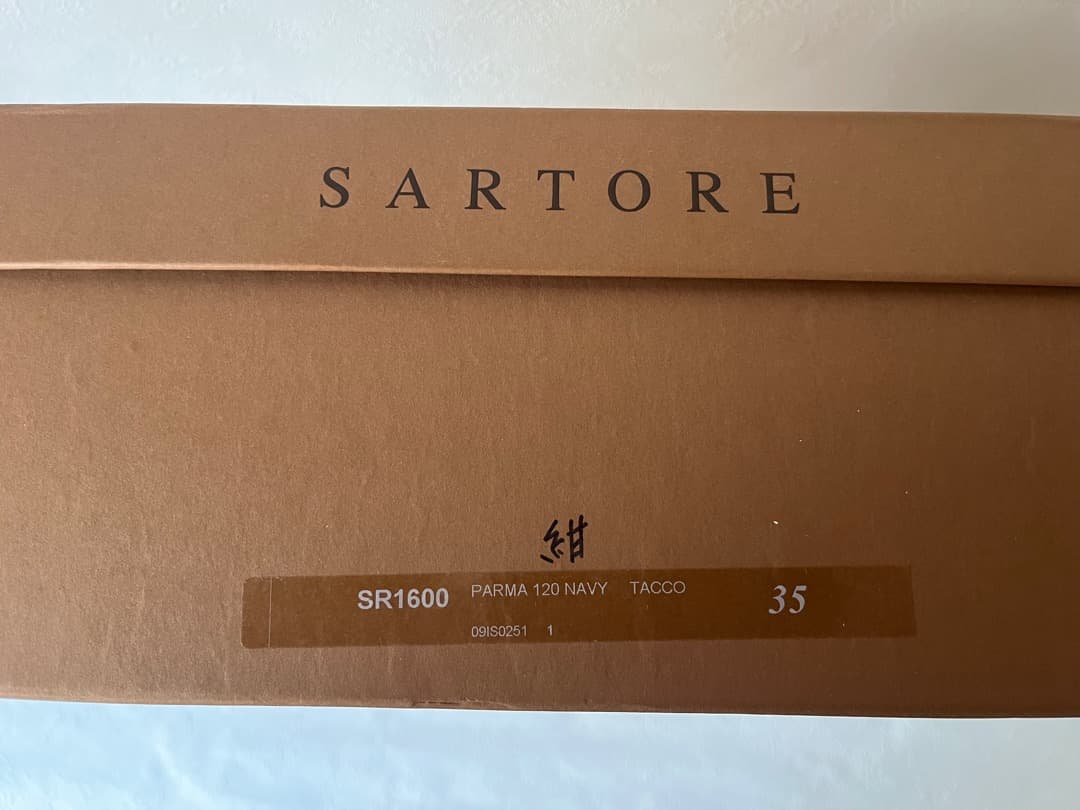 SARTORE
紺
SR1600 PARMA 120 NAVY TACCO 35
09IS0251 1